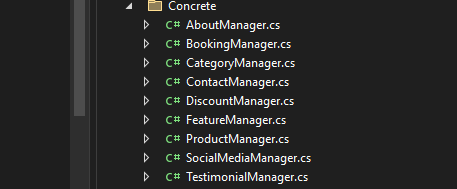 Concrete
C# AboutManager.cs
C# BookingManager.cs
C# CategoryManager.cs
C# ContactManager.cs
C# DiscountManager.cs
C# FeatureManager.cs
C# ProductManager.cs
C# SocialMediaManager.cs
C# TestimonialManager.cs